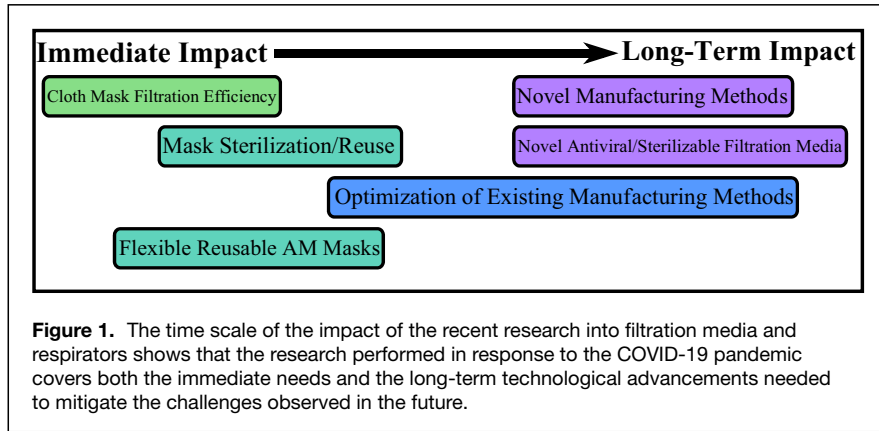 Immediate Impact Long-Term Impact
Cloth Mask Filtration Efficiency Novel Manufacturing Methods
Mask Sterilization/Reuse Novel Antiviral/Sterilizable Filtration Media
Optimization of Existing Manufacturing Methods
Flexible Reusable AM Masks
Figure 1. The time scale of the impact of the recent research into filtration media and
respirators shows that the research performed in response to the COVID-19 pandemic
covers both the immediate needs and the long-term technological advancements needed
to mitigate the challenges observed in the future.